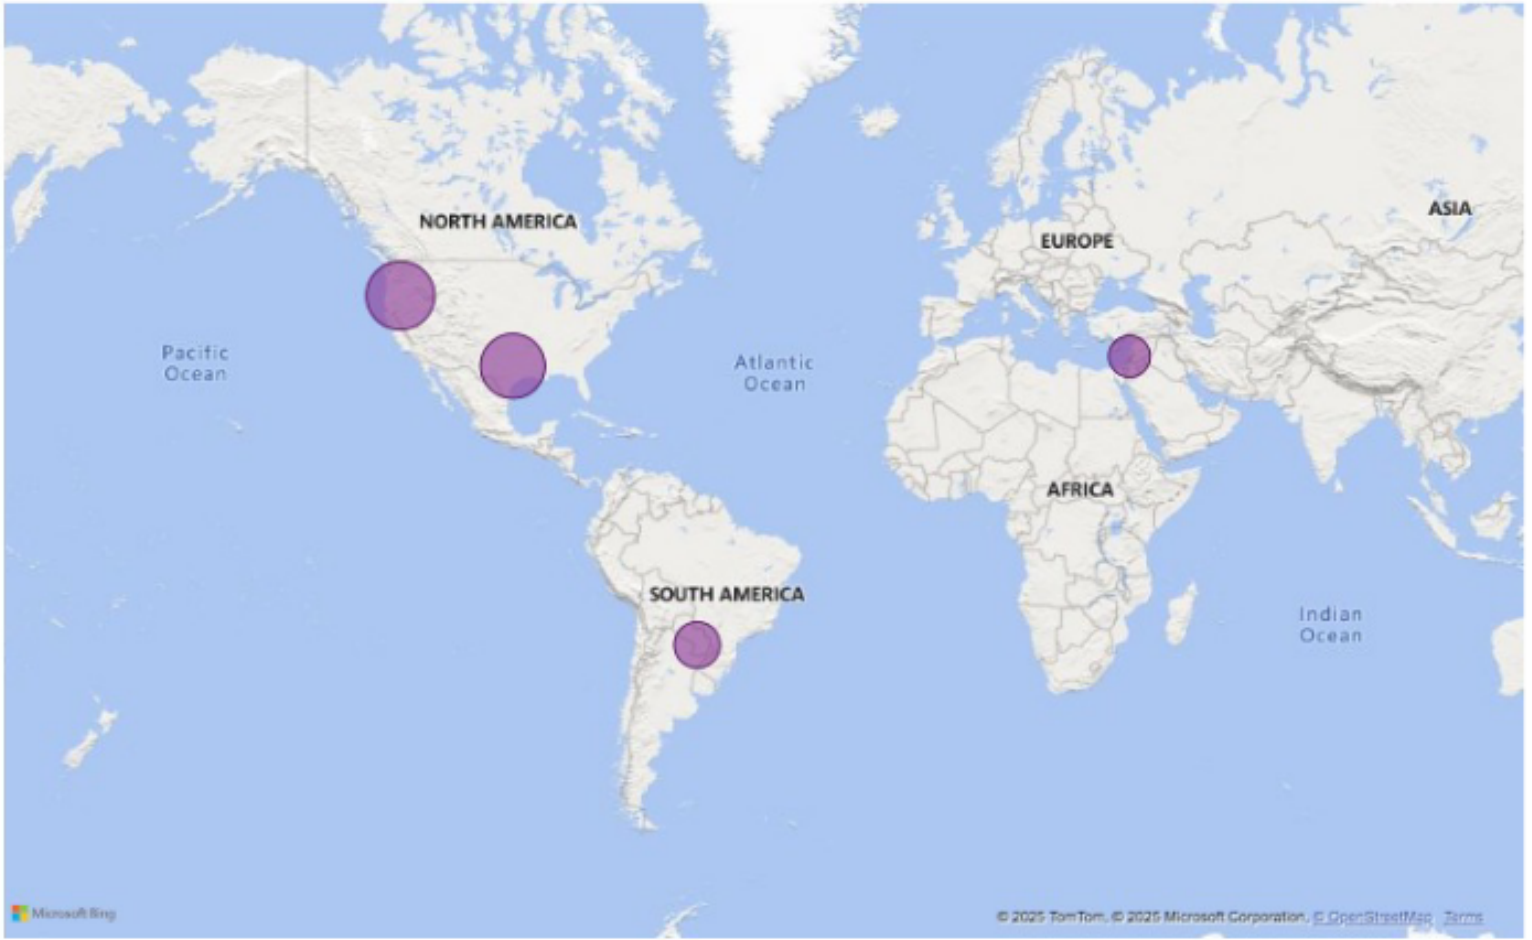 ASIA
NORTH AMERICA
EUROPE
Pacific
Ocean
Atlantic
Ocean
AFRICA
SOUTH AMERICA
Indian
Ocean
Microsoft Bing
© 2025 TomTom, © 2025 Microsoft Corporation, © OpenStreetMap Terms